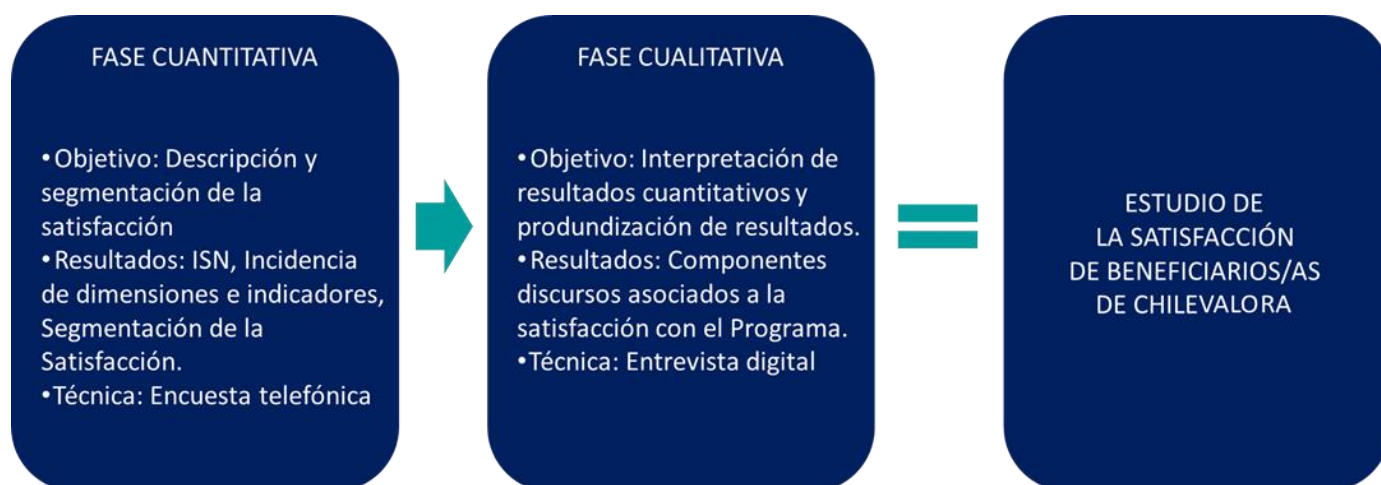 FASE CUANTITATIVA
•Objetivo: Descripción y
segmentación de la
satisfacción
•Resultados: ISN, Incidencia
de dimensiones e indicadores,
Segmentación de la
Satisfacción.
•Técnica: Encuesta telefónica
FASE CUALITATIVA
•Objetivo: Interpretación de
resultados cuantitativos y
produndización de resultados.
•Resultados: Componentes
discursos asociados a la
satisfacción con el Programa.
•Técnica: Entrevista digital
ESTUDIO DE
LA SATISFACCIÓN
DE BENEFICIARIOS/AS
DE CHILEVALORA